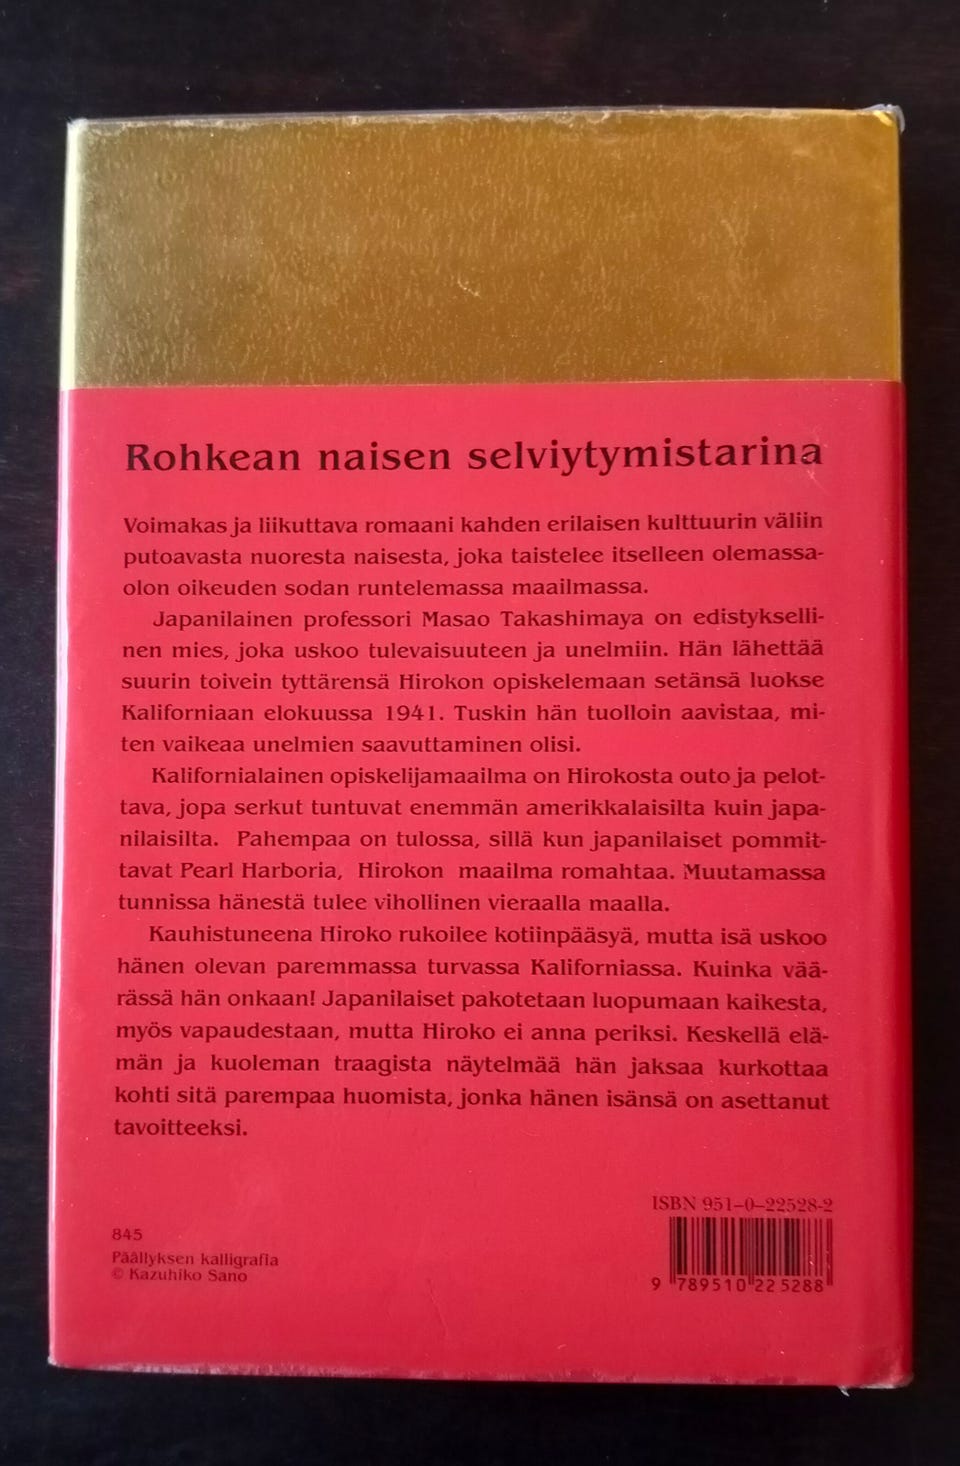 Rohkean naisen selviytymistarina
Voimakas ja liikuttava romaani kahden erilaisen kulttuurin väliin
putoavasta nuoresta naisesta, joka taistelee itselleen olemassa-
olon oikeuden sodan runtelemassa maailmassa.
Japanilainen professori Masao Takashimaya on edistykselli-
nen mies, joka uskoo tulevaisuuteen ja unelmiin. Hän lähettää
suurin toivein tyttärensä Hirokon opiskelemaan setänsä luokse
Kaliforniaan elokuussa 1941. Tuskin hän tuolloin aavistaa, mi-
ten vaikeaa unelmien saavuttaminen olisi.
Kalifornialainen opiskelijamaailma on Hirokosta outo ja pelot-
tava, jopa serkut tuntuvat enemmän amerikkalaisilta kuin japa-
nilaisilta. Pahempaa on tulossa, sillä kun japanilaiset pommit-
tavat Pearl Harboria, Hirokon maailma romahtaa. Muutamassa
tunnissa hänestä tulee vihollinen vieraalla maalla.
Kauhistuneena Hiroko rukoilee kotiinpääsyä, mutta isä uskoo
hänen olevan paremmassa turvassa Kaliforniassa. Kuinka vää-
rässä hän onkaan! Japanilaiset pakotetaan luopumaan kaikesta,
myös vapaudestaan, mutta Hiroko ei anna periksi. Keskellä elä-
män ja kuoleman traagista näytelmää hän jaksaa kurkottaa
kohti sitä parempaa huomista, jonka hänen isänsä on asettanut
tavoitteeksi.
845
Päällyksen kalligrafia
© Kazuhiko Sano
ISBN 951-0-22528-2
9 789510 225288